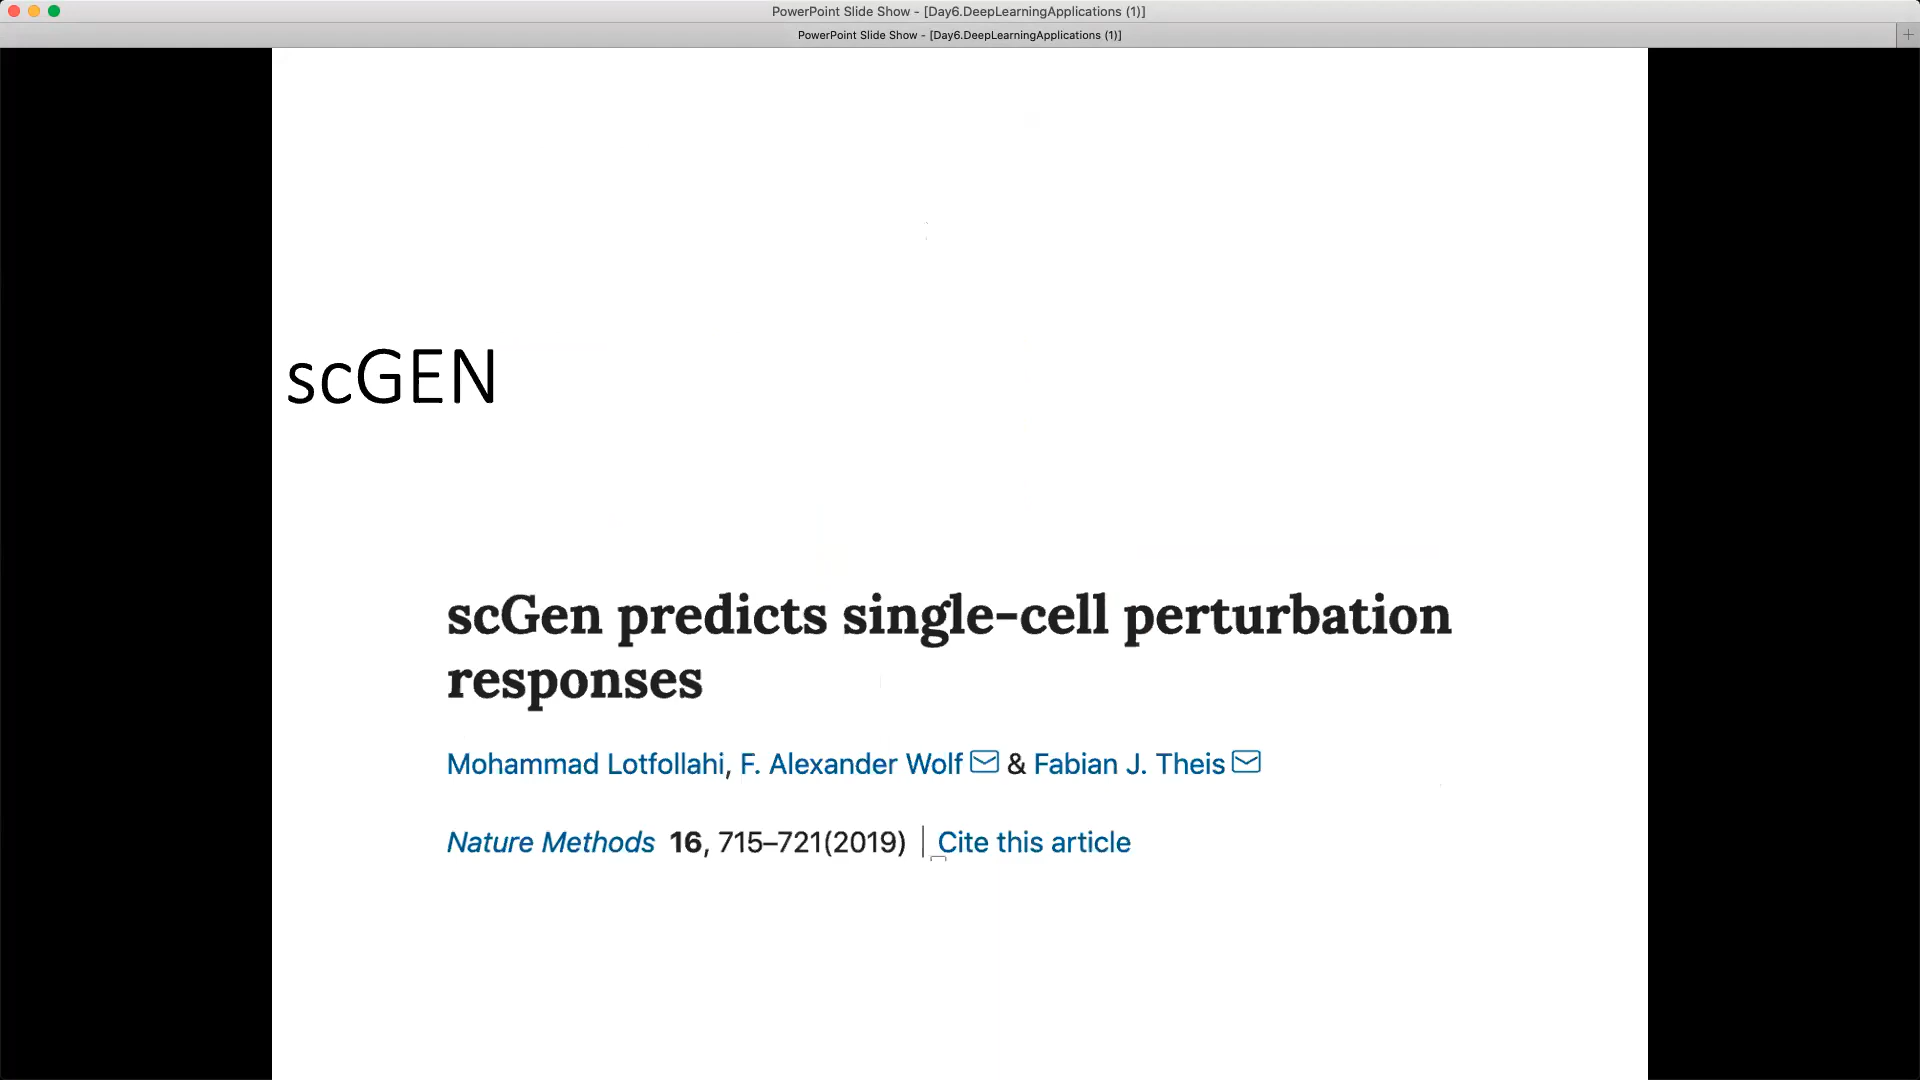 PowerPoint Slide Show - [Day6.DeepLearningApplications (1)]
PowerPoint Slide Show - [Day6.DeepLearningApplications (1)]
scGEN
scGen predicts single-cell perturbation
responses
Mohammad Lotfollahi, F. Alexander Wolf & Fabian J. Theis
Nature Methods 16, 715–721(2019) | Cite this article